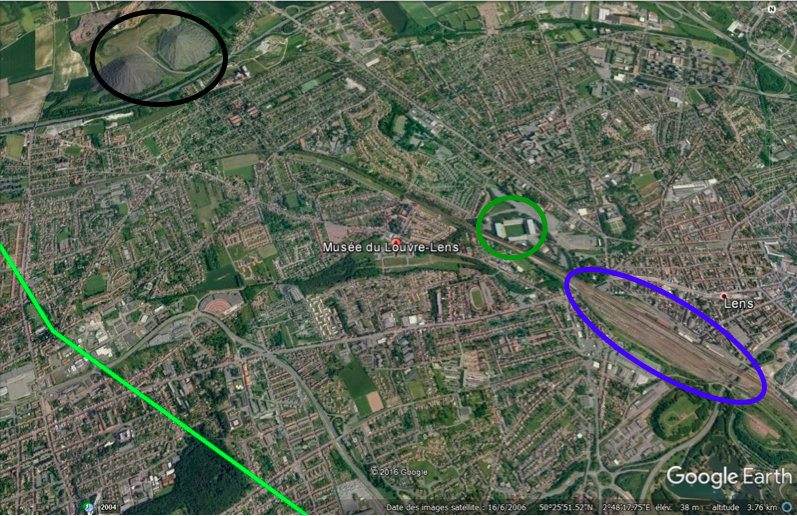 N
Musée du Louvre-Lens
Lens
© 2016 Google
Google Earth
2004
Date des images satellite : 16/6/2006 50°25'51.52"N 2°48'17.75"E élév. 38 m altitude 3.76 km